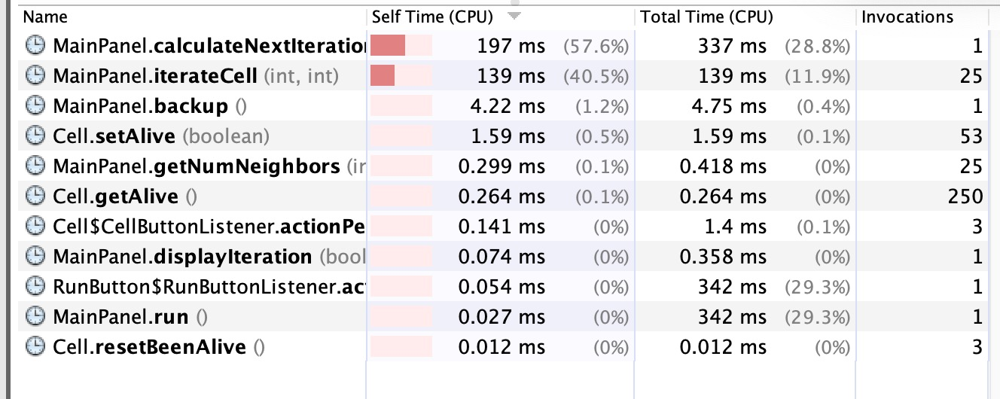 Name Self Time (CPU) Total Time (CPU) Invocations
MainPanel.calculateNextIteratio 197 ms (57.6%) 337 ms (28.8%) 1
MainPanel.iterateCell (int, int) 139 ms (40.5%) 139 ms (11.9%) 25
MainPanel.backup () 4.22 ms (1.2%) 4.75 ms (0.4%) 1
Cell.setAlive (boolean) 1.59 ms (0.5%) 1.59 ms (0.1%) 53
MainPanel.getNumNeighbors (in 0.299 ms (0.1%) 0.418 ms (0%) 25
Cell.getAlive () 0.264 ms (0.1%) 0.264 ms (0%) 250
Cell$CellButtonListener.actionPe 0.141 ms (0%) 1.4 ms (0.1%) 3
MainPanel.displayIteration (bool 0.074 ms (0%) 0.358 ms (0%) 1
RunButton$RunButtonListener.ac 0.054 ms (0%) 342 ms (29.3%) 1
MainPanel.run () 0.027 ms (0%) 342 ms (29.3%) 1
Cell.resetBeenAlive () 0.012 ms (0%) 0.012 ms (0%) 3